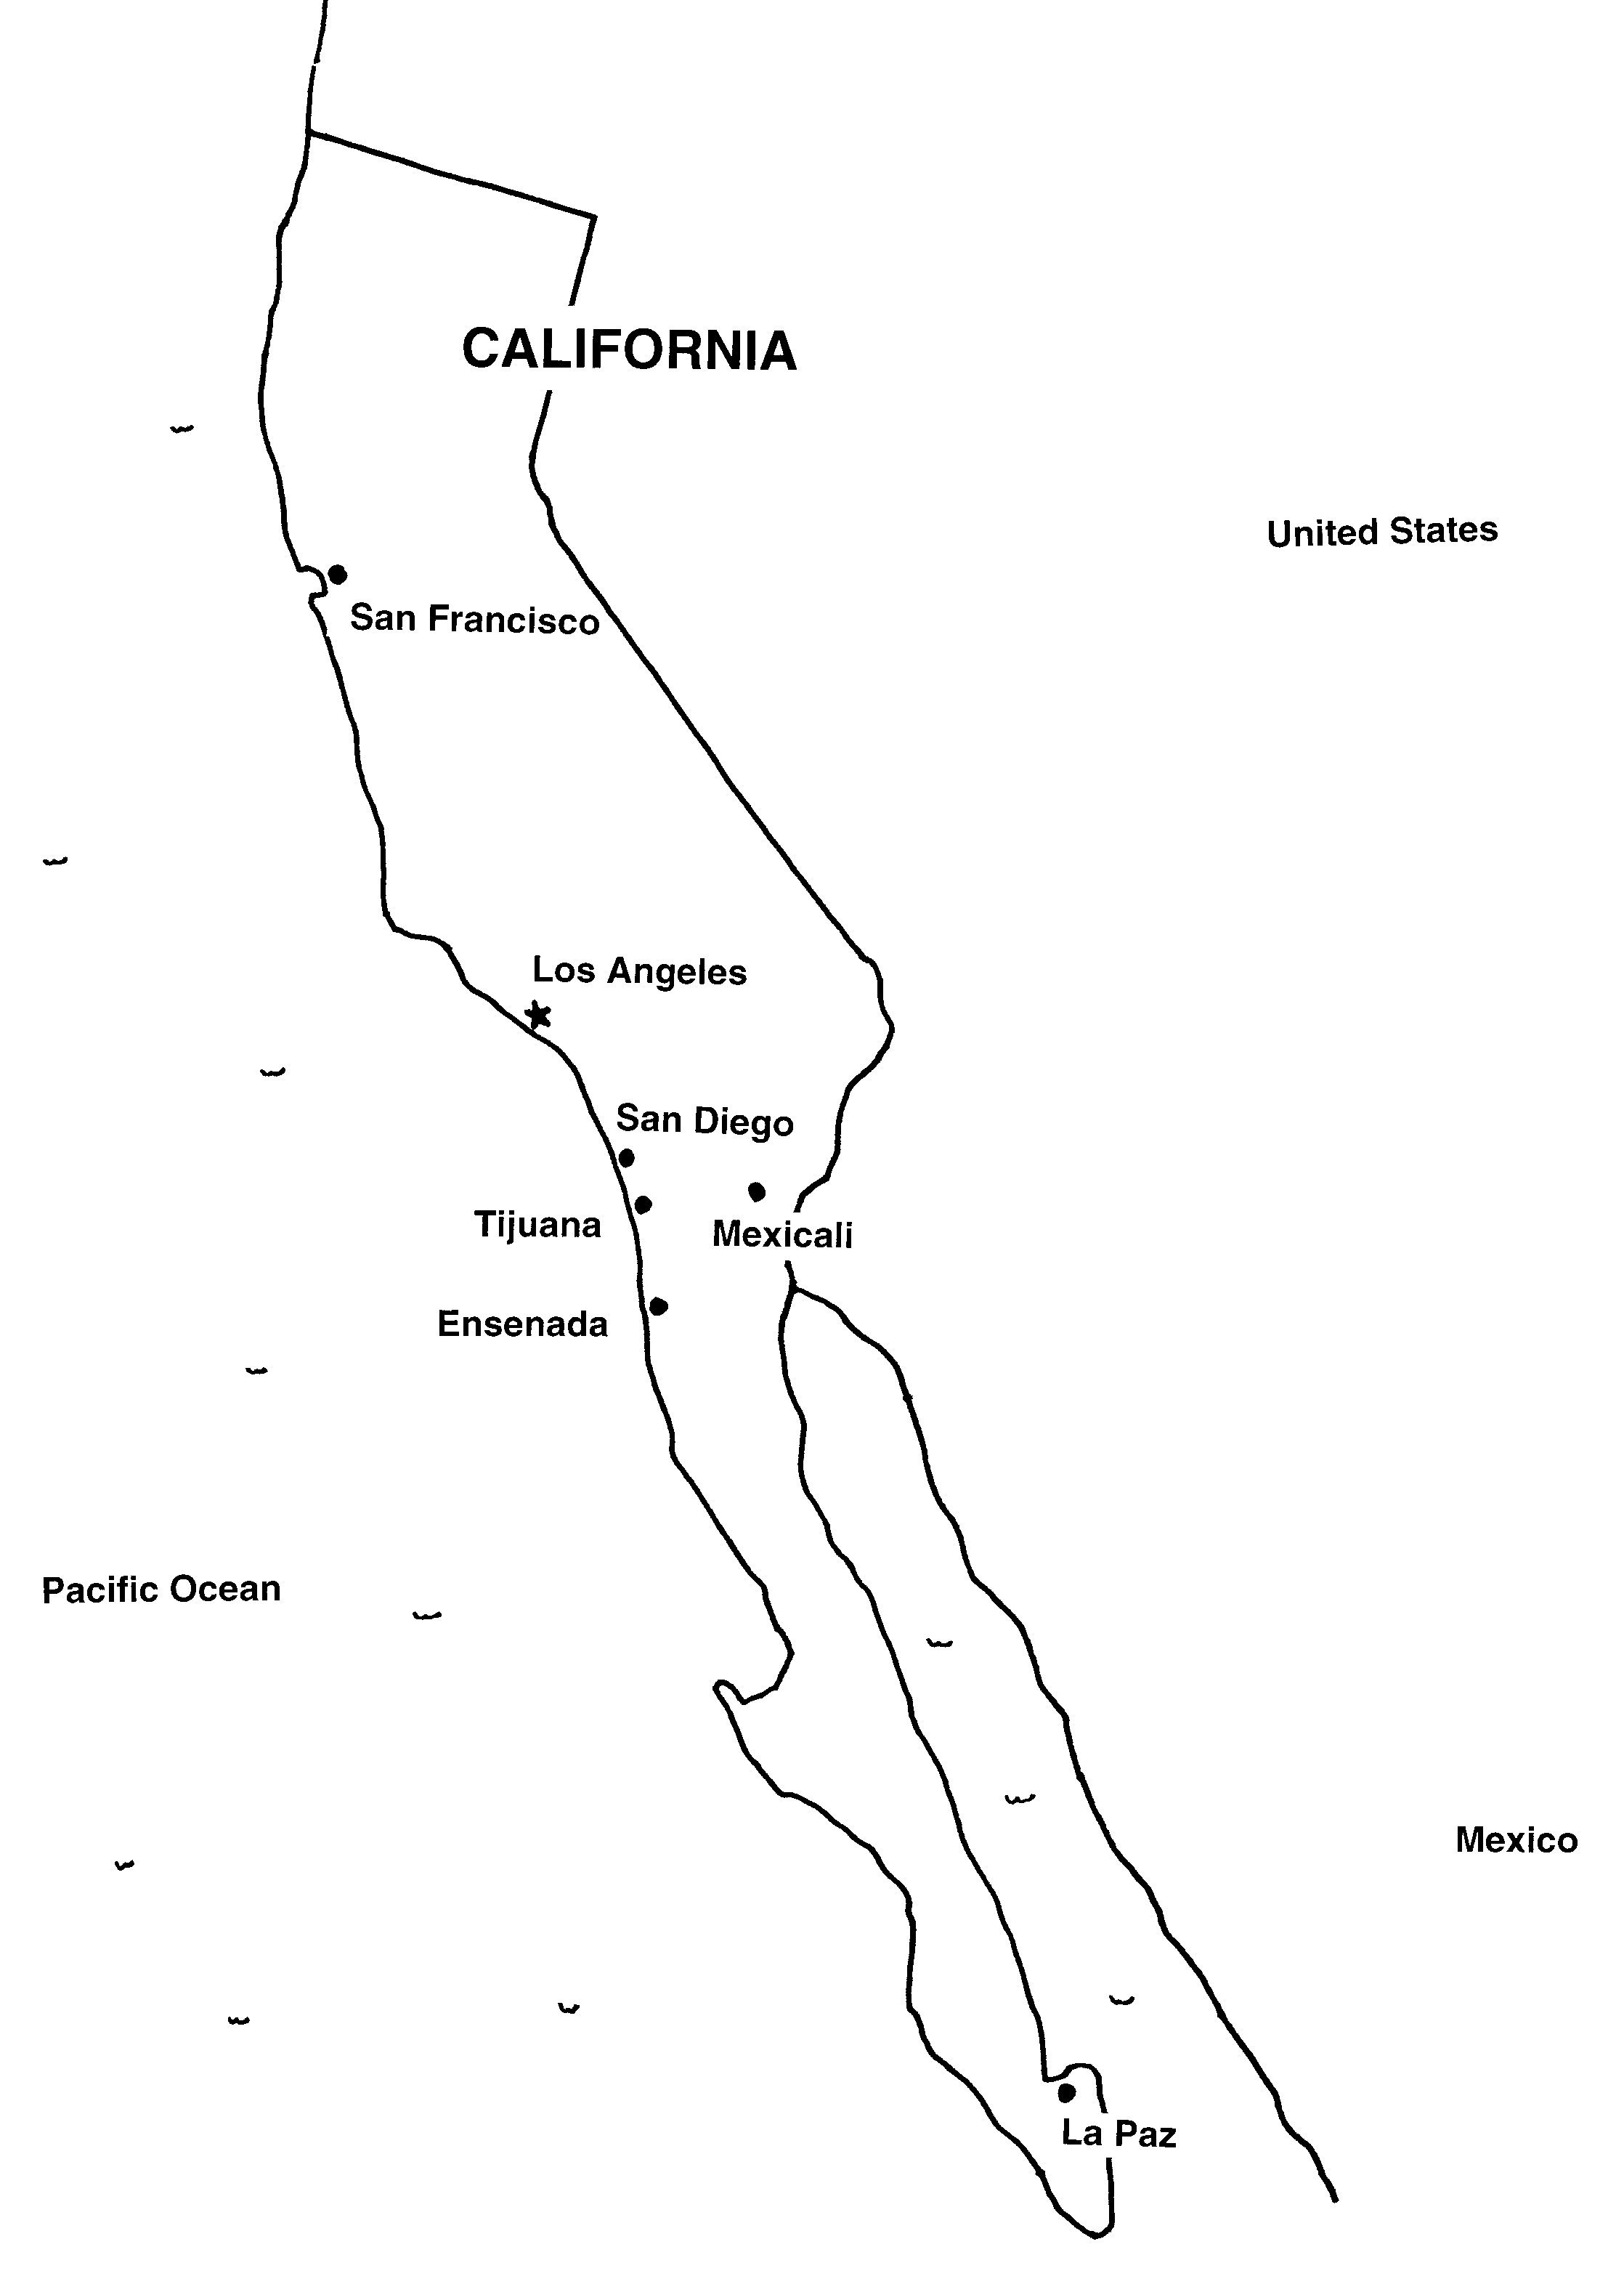 CALIFORNIA
United States
San Francisco
Los Angeles
San Diego
Tijuana
Mexicali
Ensenada
Pacific Ocean
Mexico
La Paz